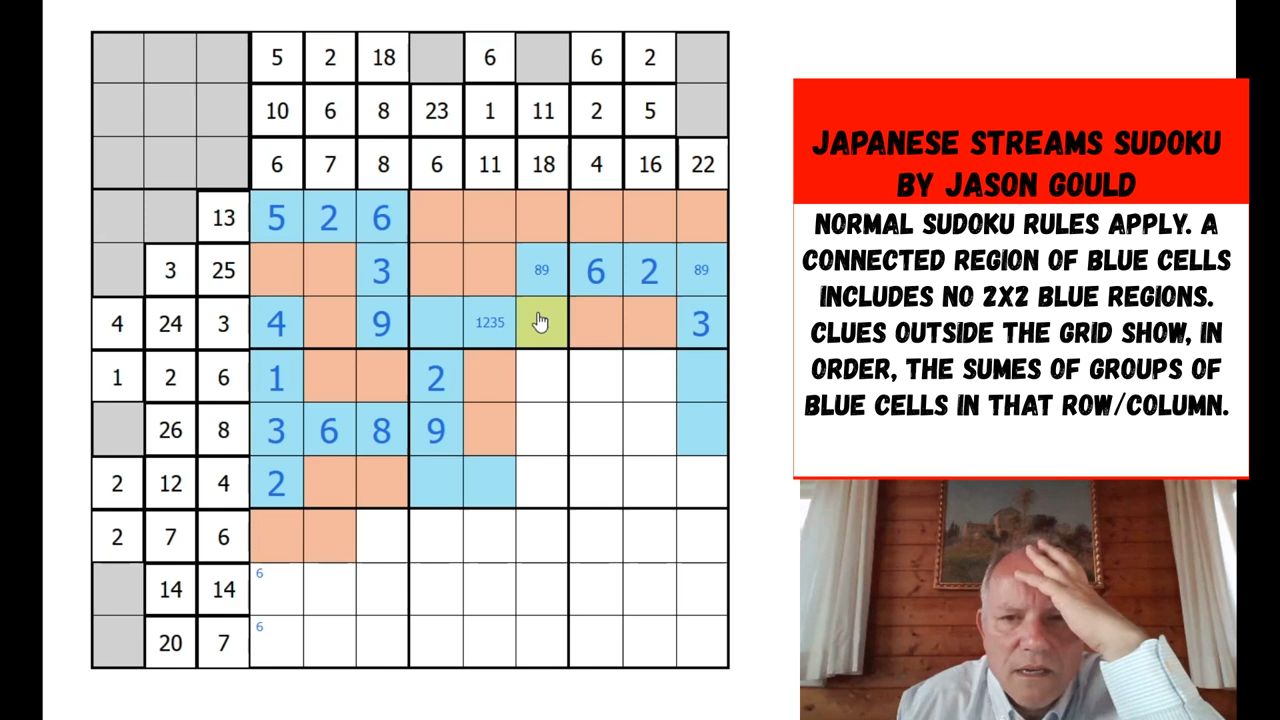 5 2 18 6 6 2
10 6 8 23 1 11 2 5
6 7 8 6 11 18 4 16 22
13 5 2 6
3 25 3 89 6 2 89
4 24 3 4 9 1235 3
1 2 6 1 2
26 8 3 6 8 9
2 12 4 2
2 7 6
14 14 6
20 7 6
JAPANESE STREAMS SUDOKU
BY JASON GOULD
NORMAL SUDOKU RULES APPLY. A
CONNECTED REGION OF BLUE CELLS
INCLUDES NO 2X2 BLUE REGIONS.
CLUES OUTSIDE THE GRID SHOW, IN
ORDER, THE SUMES OF GROUPS OF
BLUE CELLS IN THAT ROW/COLUMN.